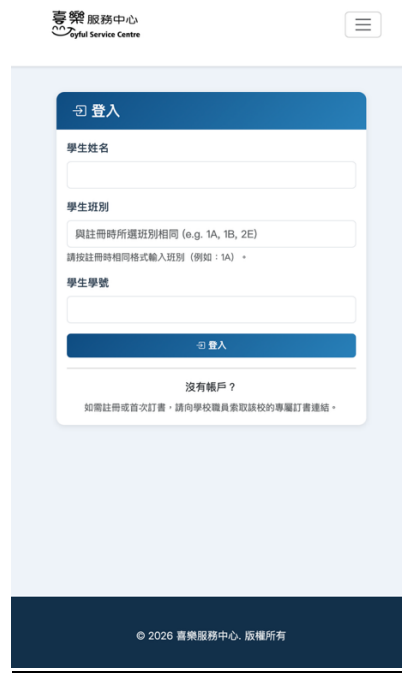 喜樂服務中心
Joyful Service Centre
登入
學生姓名
學生班別
與註冊時所選班別相同 (e.g. 1A, 1B, 2E)
請按註冊時相同格式輸入班別（例如：1A）。
學生學號
登入
沒有帳戶？
如需註冊或首次訂書，請向學校職員索取該校的專屬訂書連結。
© 2026 喜樂服務中心. 版權所有